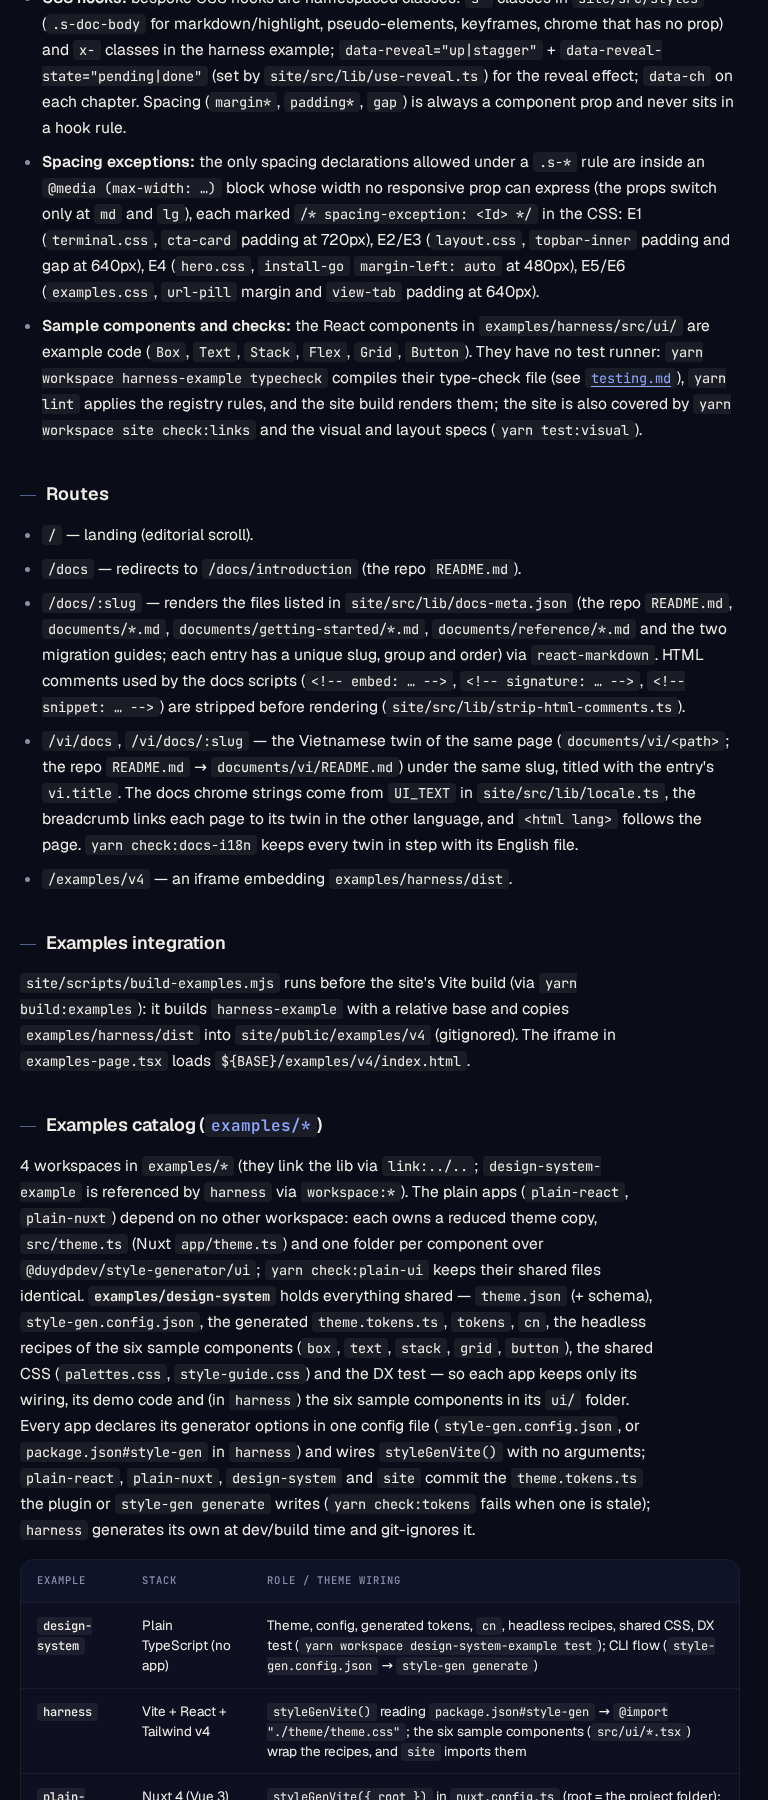 CSS hooks: bespoke CSS hooks are namespaced classes: s- classes in site/src/styles
( .s-doc-body for markdown/highlight, pseudo-elements, keyframes, chrome that has no prop)
and x- classes in the harness example; data-reveal="up|stagger" + data-reveal-
state="pending|done" (set by site/src/lib/use-reveal.ts ) for the reveal effect; data-ch on
each chapter. Spacing ( margin* , padding* , gap ) is always a component prop and never sits in
a hook rule.
Spacing exceptions: the only spacing declarations allowed under a .s-* rule are inside an
@media (max-width: …) block whose width no responsive prop can express (the props switch
only at md and lg ), each marked /* spacing-exception: <Id> */ in the CSS: E1
( terminal.css , cta-card padding at 720px), E2/E3 ( layout.css , topbar-inner padding and
gap at 640px), E4 ( hero.css , install-go margin-left: auto at 480px), E5/E6
( examples.css , url-pill margin and view-tab padding at 640px).
Sample components and checks: the React components in examples/harness/src/ui/ are
example code ( Box , Text , Stack , Flex , Grid , Button ). They have no test runner: yarn
workspace harness-example typecheck compiles their type-check file (see testing.md ), yarn
lint applies the registry rules, and the site build renders them; the site is also covered by yarn
workspace site check:links and the visual and layout specs ( yarn test:visual ).
— Routes
/ — landing (editorial scroll).
/docs — redirects to /docs/introduction (the repo README.md ).
/docs/:slug — renders the files listed in site/src/lib/docs-meta.json (the repo README.md ,
documents/*.md , documents/getting-started/*.md , documents/reference/*.md and the two
migration guides; each entry has a unique slug, group and order) via react-markdown . HTML
comments used by the docs scripts ( <!-- embed: … --> , <!-- signature: … --> , <!--
snippet: … --> ) are stripped before rendering ( site/src/lib/strip-html-comments.ts ).
/vi/docs , /vi/docs/:slug — the Vietnamese twin of the same page ( documents/vi/<path> ;
the repo README.md → documents/vi/README.md ) under the same slug, titled with the entry's
vi.title . The docs chrome strings come from UI_TEXT in site/src/lib/locale.ts , the
breadcrumb links each page to its twin in the other language, and <html lang> follows the
page. yarn check:docs-i18n keeps every twin in step with its English file.
/examples/v4 — an iframe embedding examples/harness/dist .
— Examples integration
site/scripts/build-examples.mjs runs before the site's Vite build (via yarn
build:examples ): it builds harness-example with a relative base and copies
examples/harness/dist into site/public/examples/v4 (gitignored). The iframe in
examples-page.tsx loads ${BASE}/examples/v4/index.html .
— Examples catalog ( examples/* )
4 workspaces in examples/* (they link the lib via link:../.. ; design-system-
example is referenced by harness via workspace:* ). The plain apps ( plain-react ,
plain-nuxt ) depend on no other workspace: each owns a reduced theme copy,
src/theme.ts (Nuxt app/theme.ts ) and one folder per component over
@duydpdev/style-generator/ui ; yarn check:plain-ui keeps their shared files
identical. examples/design-system holds everything shared — theme.json (+ schema),
style-gen.config.json , the generated theme.tokens.ts , tokens , cn , the headless
recipes of the six sample components ( box , text , stack , grid , button ), the shared
CSS ( palettes.css , style-guide.css ) and the DX test — so each app keeps only its
wiring, its demo code and (in harness ) the six sample components in its ui/ folder.
Every app declares its generator options in one config file ( style-gen.config.json , or
package.json#style-gen in harness ) and wires styleGenVite() with no arguments;
plain-react , plain-nuxt , design-system and site commit the theme.tokens.ts
the plugin or style-gen generate writes ( yarn check:tokens fails when one is stale);
harness generates its own at dev/build time and git-ignores it.
EXAMPLE STACK ROLE / THEME WIRING
design- Plain Theme, config, generated tokens, cn , headless recipes, shared CSS, DX
system TypeScript (no test ( yarn workspace design-system-example test ); CLI flow ( style-
app) gen.config.json → style-gen generate )
harness Vite + React + styleGenVite() reading package.json#style-gen → @import
Tailwind v4 "./theme/theme.css" ; the six sample components ( src/ui/*.tsx )
wrap the recipes, and site imports them
plain- Nuxt 4 (Vue 3) styleGenVite({ root }) in nuxt.config.ts (root = the project folder);